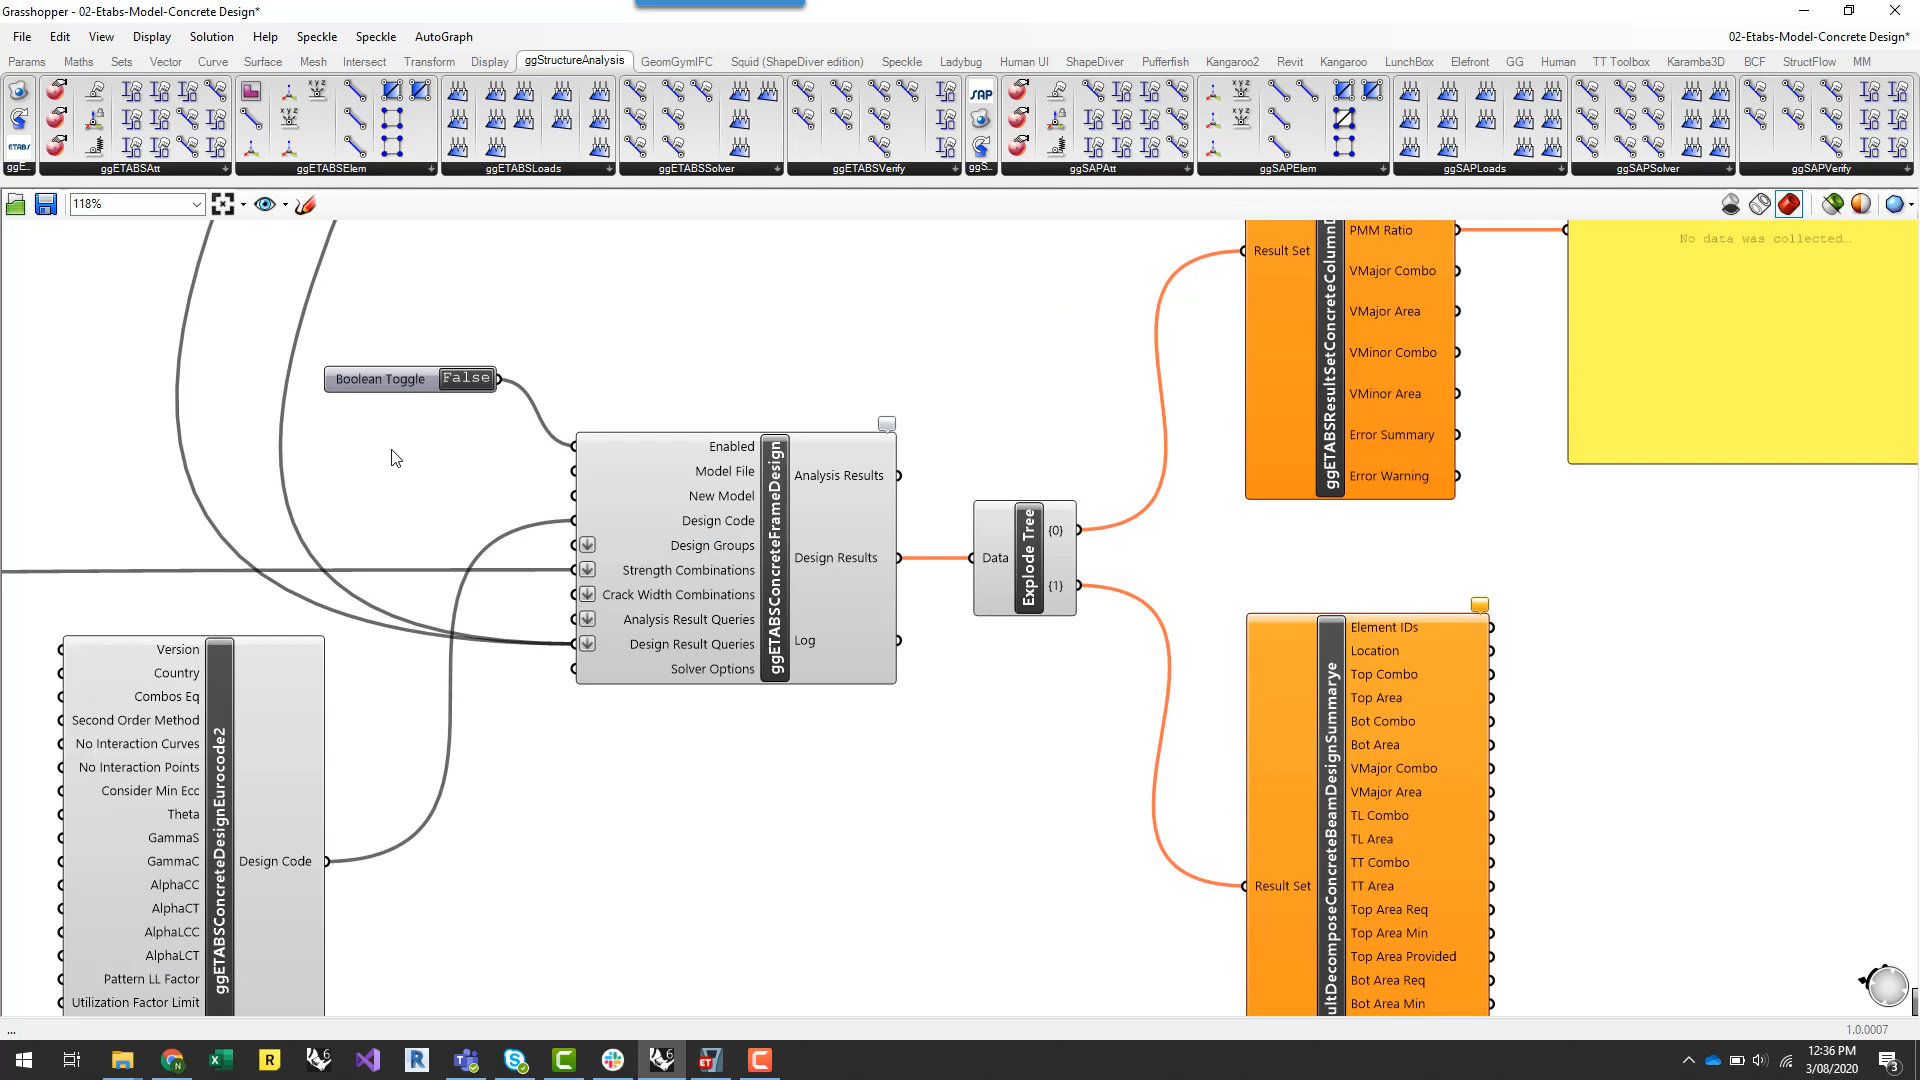 Grasshopper - 02-Etabs-Model-Concrete Design*
File Edit View Display Solution Help Speckle Speckle AutoGraph
02-Etabs-Model-Concrete Design*
Params Maths Sets Vector Curve Surface Mesh Intersect Transform Display ggStructureAnalysis GeomGymIFC Squid (ShapeDiver edition) Speckle Ladybug Human UI ShapeDiver Pufferfish Kangaroo2 Revit Kangaroo LunchBox Elefront GG Human TT Toolbox Karamba3D BCF StructFlow MM
SAP
ETABS
ggE... ggETABSAtt ggETABSElem ggETABSLoads ggETABSSolver ggETABSVerify ggS... ggSAPAtt ggSAPElem ggSAPLoads ggSAPSolver ggSAPVerify
118%
Boolean Toggle False
Enabled
Model File
New Model
Design Code
Design Groups
Strength Combinations
Crack Width Combinations
Analysis Result Queries
Design Result Queries
Solver Options
ggETABSConcreteFrameDesign
Analysis Results
Design Results
Log
Data
Explode Tree
{0}
{1}
Result Set
ggETABSResultSetConcreteColumn
PMM Ratio
VMajor Combo
VMajor Area
VMinor Combo
VMinor Area
Error Summary
Error Warning
No data was collected…
Version
Country
Combos Eq
Second Order Method
No Interaction Curves
No Interaction Points
Consider Min Ecc
Theta
GammaS
GammaC
AlphaCC
AlphaCT
AlphaLCC
AlphaLCT
Pattern LL Factor
Utilization Factor Limit
ggETABSConcreteDesignEurocode2
Design Code
Result Set
ultDecomposeConcreteBeamDesignSummarye
Element IDs
Location
Top Combo
Top Area
Bot Combo
Bot Area
VMajor Combo
VMajor Area
TL Combo
TL Area
TT Combo
TT Area
Top Area Req
Top Area Min
Top Area Provided
Bot Area Req
Bot Area Min
...
1.0.0007
12:36 PM
3/08/2020
3